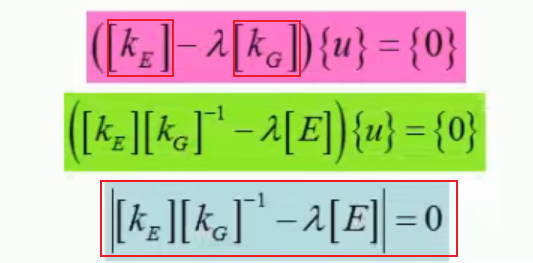 ([k_E] − λ[k_G]){u} = {0}
([k_E][k_G]⁻¹ − λ[E]){u} = {0}
|[k_E][k_G]⁻¹ − λ[E]| = 0